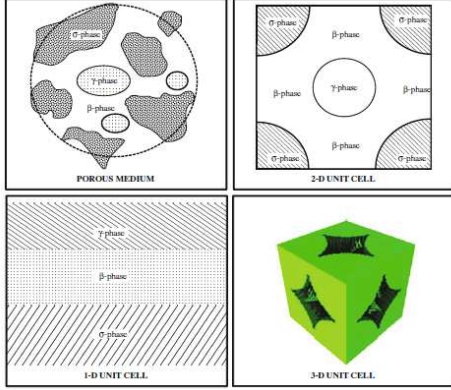 σ-phase
γ-phase
β-phase
POROUS MEDIUM
σ-phase
β-phase
σ-phase
β-phase
γ-phase
β-phase
σ-phase
β-phase
σ-phase
2-D UNIT CELL
γ-phase
β-phase
σ-phase
1-D UNIT CELL
3-D UNIT CELL